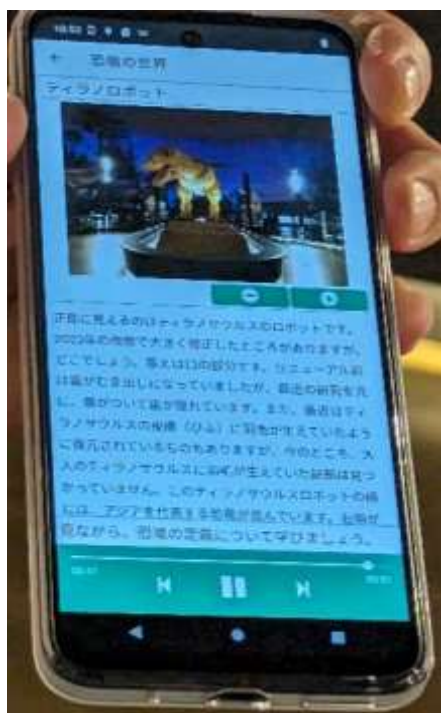 恐竜の世界
ティラノロボット
正面に見えるのはティラノサウルスのロボットです。
2023年の改修で大きく修正したところがありますが、
どこでしょう。答えは口の部分です。リニューアル前
は歯がむき出しになっていましたが、最近の研究を元
に、唇がついて歯が隠れています。また、最近はティ
ラノサウルスの皮膚（ひふ）に羽毛が生えているよう
に復元されているものもありますが、今のところ、大
人のティラノサウルスに羽毛が生えていた証拠は見つ
かっていません。このティラノサウルスロボットの横
には、アジアを代表する恐竜が並んでいます。
見ながら、恐竜の定義について学びましょう。